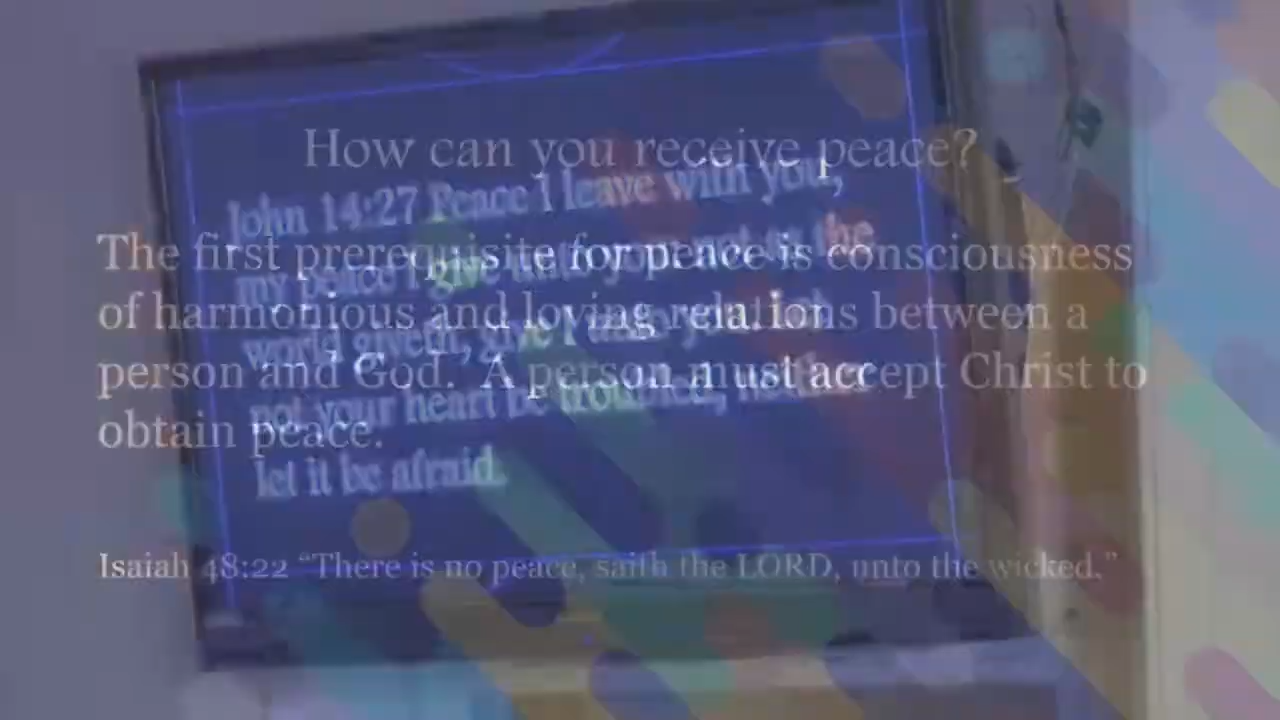 How can you receive peace?
The first prerequisite for peace is consciousness
of harmonious and loving relations between a
person and God. A person must accept Christ to
obtain peace.
Isaiah 48:22 “There is no peace, saith the LORD, unto the wicked.”
John 14:27 Peace I leave with you,
my peace I give unto you: not as the
world giveth, give I unto you. Let
not your heart be troubled, neither
let it be afraid.